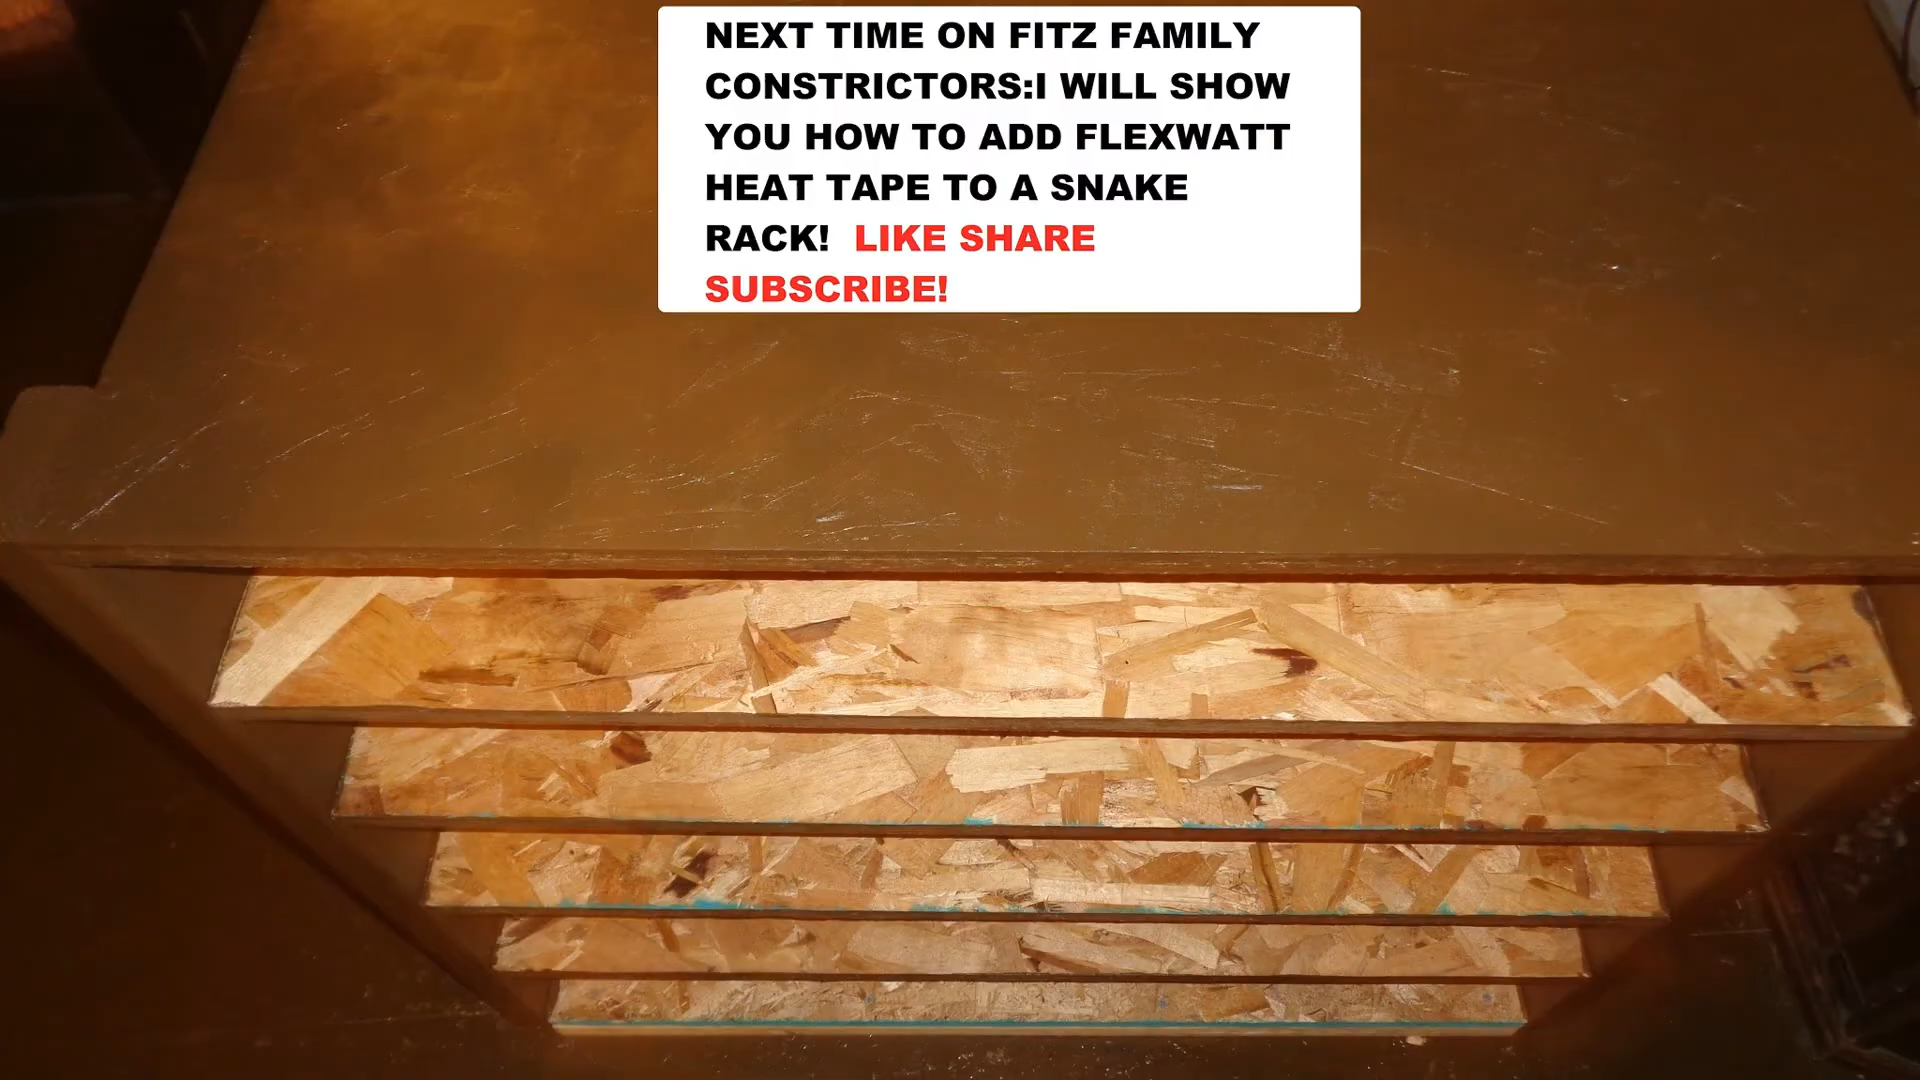 NEXT TIME ON FITZ FAMILY
CONSTRICTORS:I WILL SHOW
YOU HOW TO ADD FLEXWATT
HEAT TAPE TO A SNAKE
RACK!  LIKE SHARE
SUBSCRIBE!